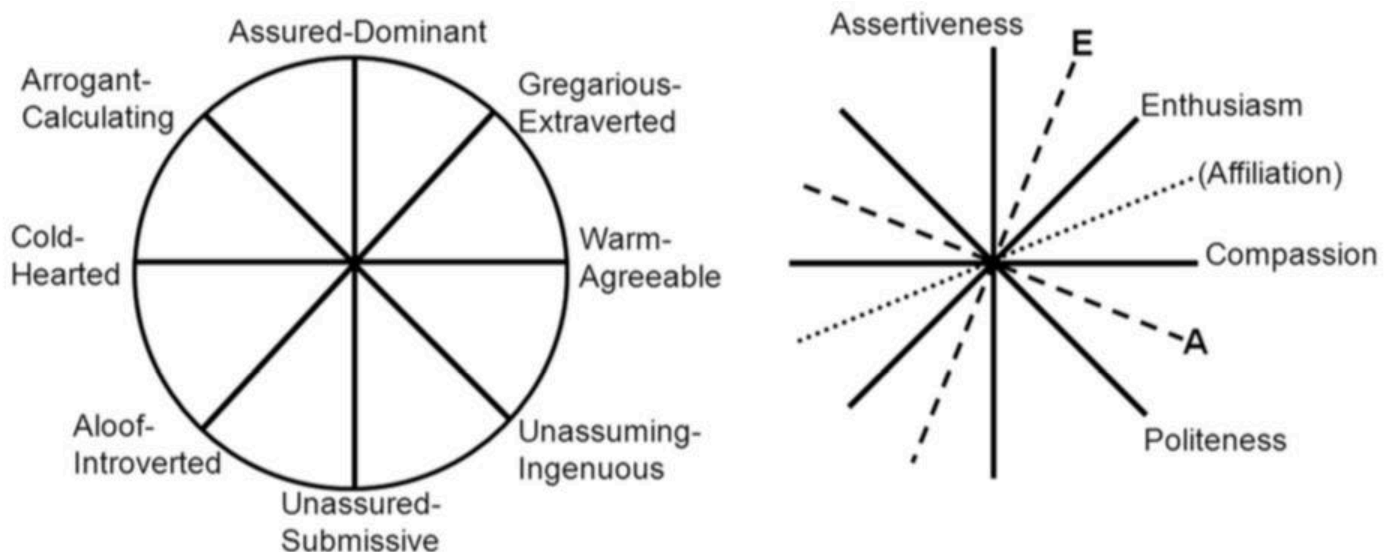 Assured-Dominant
Arrogant-
Calculating
Gregarious-
Extraverted
Cold-
Hearted
Warm-
Agreeable
Aloof-
Introverted
Unassuming-
Ingenuous
Unassured-
Submissive
Assertiveness
E
Enthusiasm
(Affiliation)
Compassion
A
Politeness